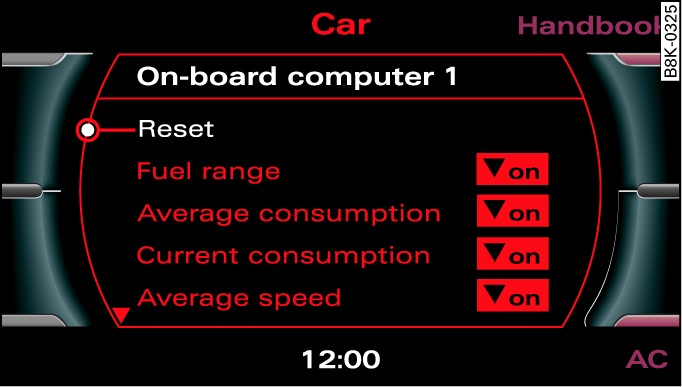 Car
Handbook
B8K-0325
On-board computer 1
Reset
Fuel range on
Average consumption on
Current consumption on
Average speed on
12:00
AC